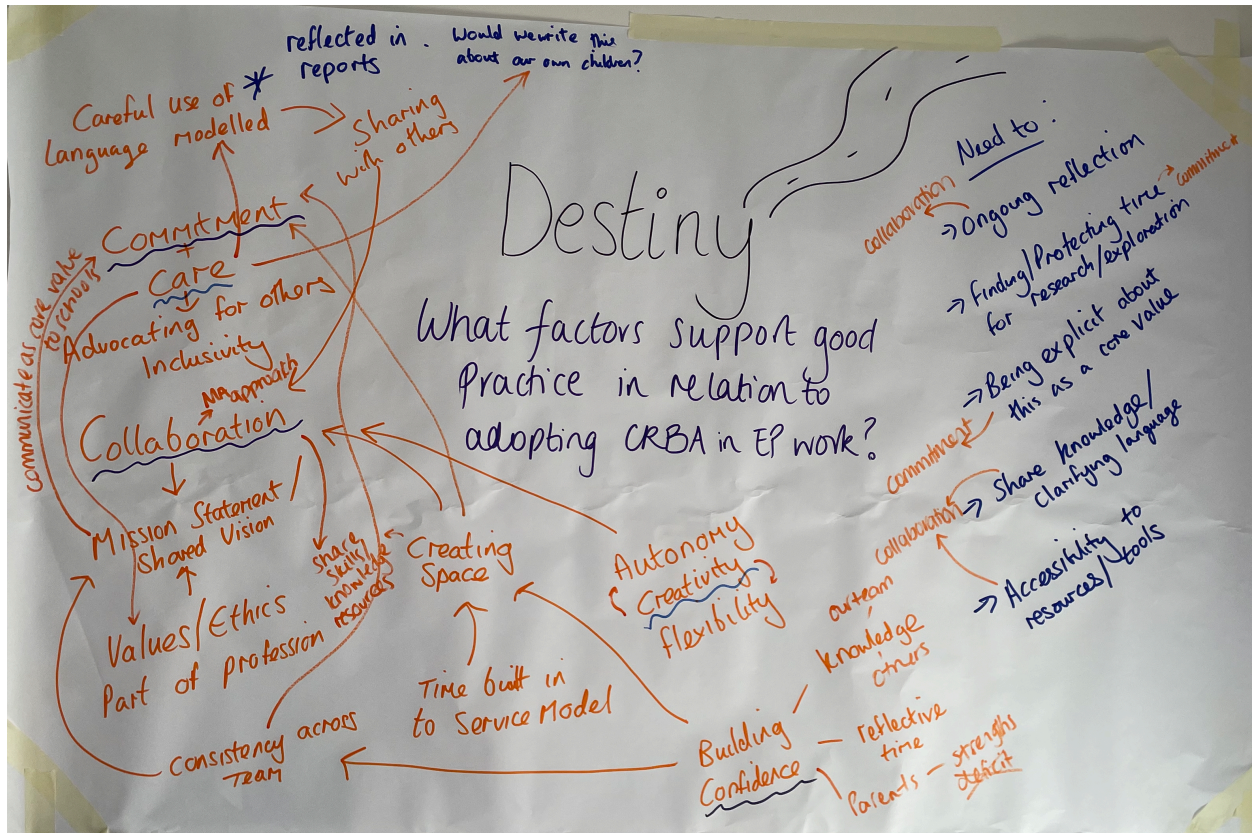 reflected in
reports
Would we write this
about our own children?
Careful use of *
language modelled
Sharing
with others
Commitment
+
Care
Advocating for others
Inclusivity
communicate as core value
to schools
MA approach
Collaboration
Mission Statement /
Shared Vision
share
skills/
knowledge
resources
Values/Ethics
Part of profession
Consistency across
Team
Destiny
What factors support good
Practice in relation to
adopting CRBA in EP work?
Creating
Space
Time built in
to Service Model
Autonomy
Creativity
flexibility
Building
Confidence
our team
knowledge
others
reflective
time
Parents - strengths
deficit
Need to:
collaboration
→ Ongoing reflection
→ Finding/Protecting time → commitment
for research/exploration
→ Being explicit about
this as a core value
commitment
→ Share knowledge/
clarifying language
collaboration
→ Accessibility to
resources/tools